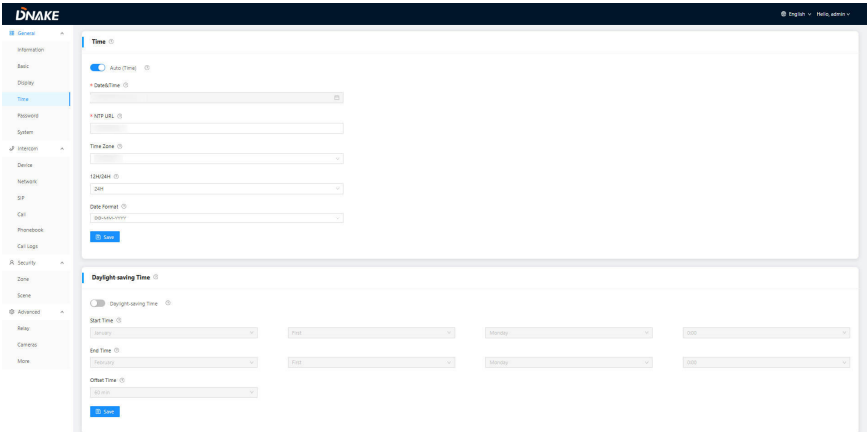 DNAKE
English
Hello, admin
General
Information
Basic
Display
Time
Password
System
Intercom
Device
Network
SIP
Call
Phonebook
Call Logs
Security
Zone
Scene
Advanced
Relay
Cameras
More
Time
Auto (Time)
* Date&Time
* NTP URL
Time Zone
12H/24H
24H
Date Format
DD-MM-YYYY
Save
Daylight-saving Time
Daylight-saving Time
Start Time
January First Monday 0:00
End Time
February First Monday 0:00
Offset Time
Save